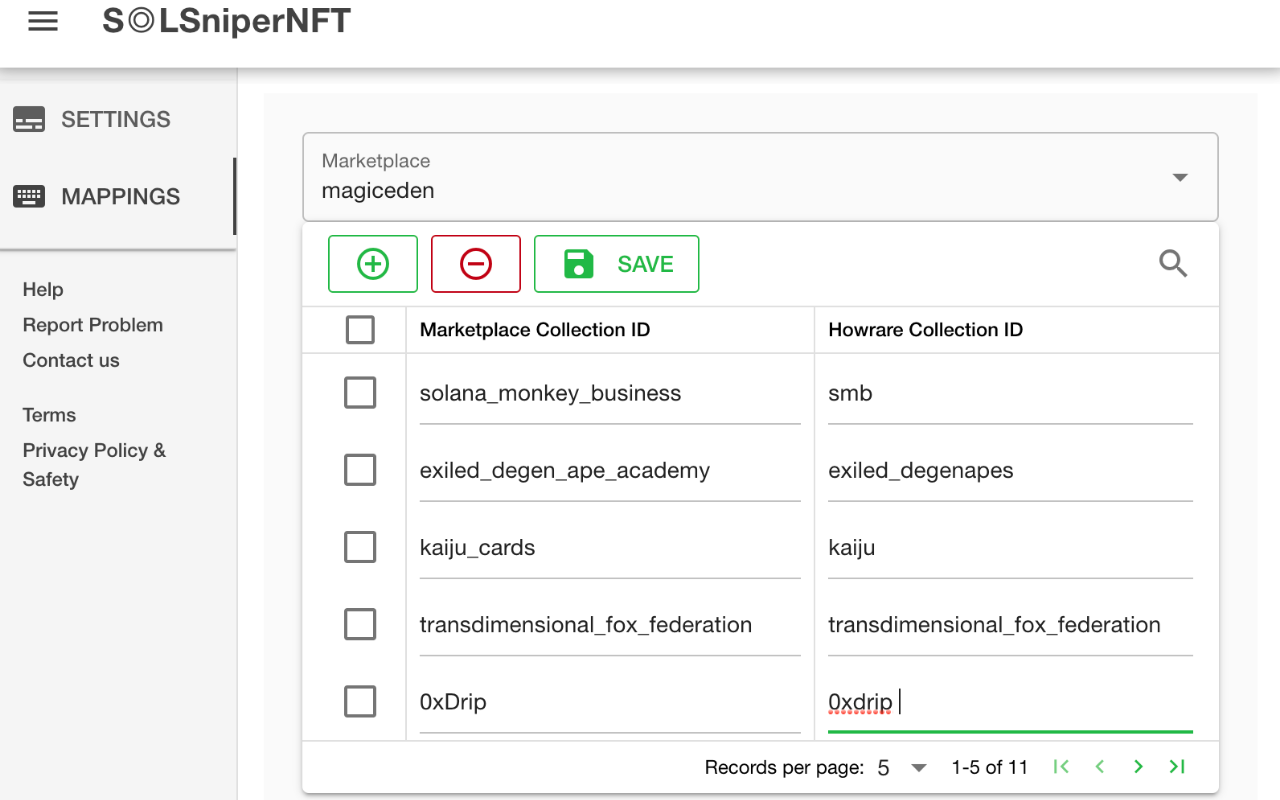 S◎LSniperNFT
SETTINGS
MAPPINGS
Help
Report Problem
Contact us
Terms
Privacy Policy &
Safety
Marketplace
magiceden
SAVE
Marketplace Collection ID Howrare Collection ID
solana_monkey_business smb
exiled_degen_ape_academy exiled_degenapes
kaiju_cards kaiju
transdimensional_fox_federation transdimensional_fox_federation
0xDrip 0xdrip
Records per page: 5 1-5 of 11